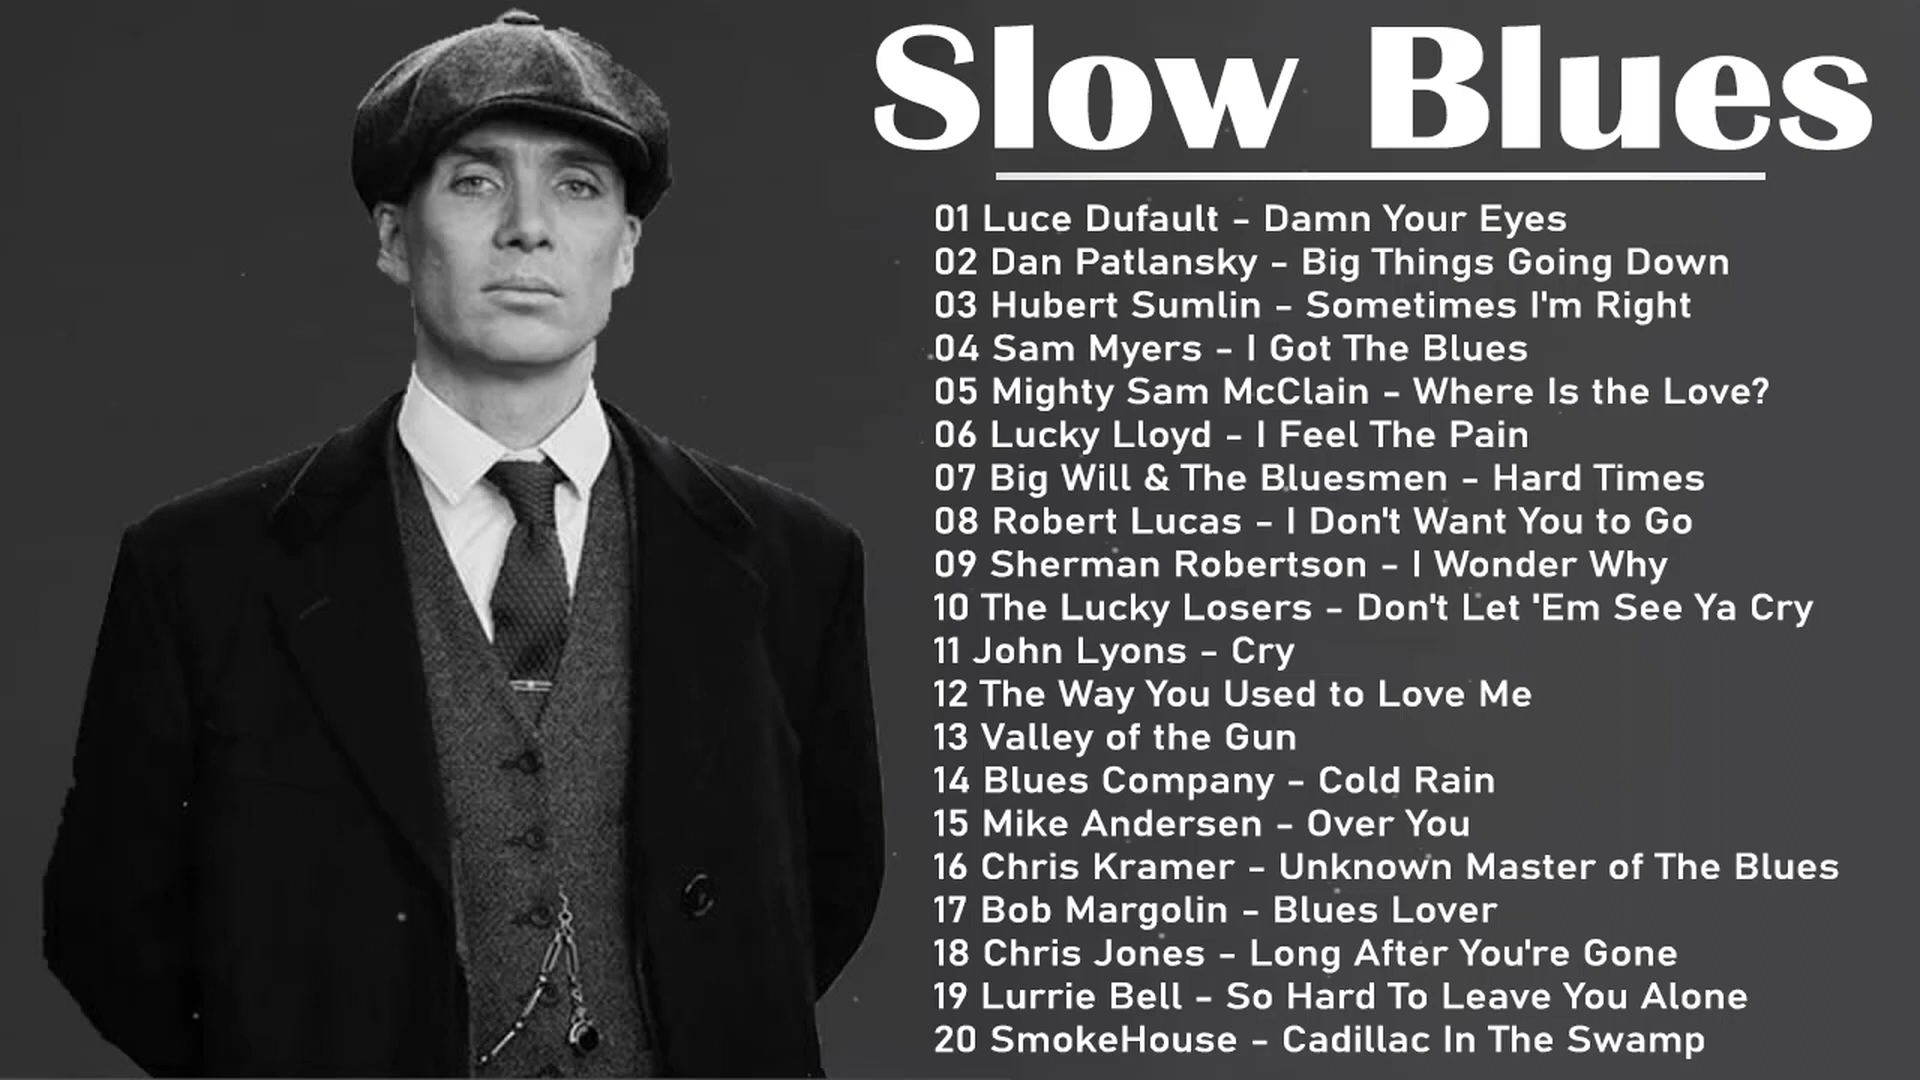 Slow Blues
01 Luce Dufault - Damn Your Eyes
02 Dan Patlansky - Big Things Going Down
03 Hubert Sumlin - Sometimes I'm Right
04 Sam Myers - I Got The Blues
05 Mighty Sam McClain - Where Is the Love?
06 Lucky Lloyd - I Feel The Pain
07 Big Will & The Bluesmen - Hard Times
08 Robert Lucas - I Don't Want You to Go
09 Sherman Robertson - I Wonder Why
10 The Lucky Losers - Don't Let 'Em See Ya Cry
11 John Lyons - Cry
12 The Way You Used to Love Me
13 Valley of the Gun
14 Blues Company - Cold Rain
15 Mike Andersen - Over You
16 Chris Kramer - Unknown Master of The Blues
17 Bob Margolin - Blues Lover
18 Chris Jones - Long After You're Gone
19 Lurrie Bell - So Hard To Leave You Alone
20 SmokeHouse - Cadillac In The Swamp